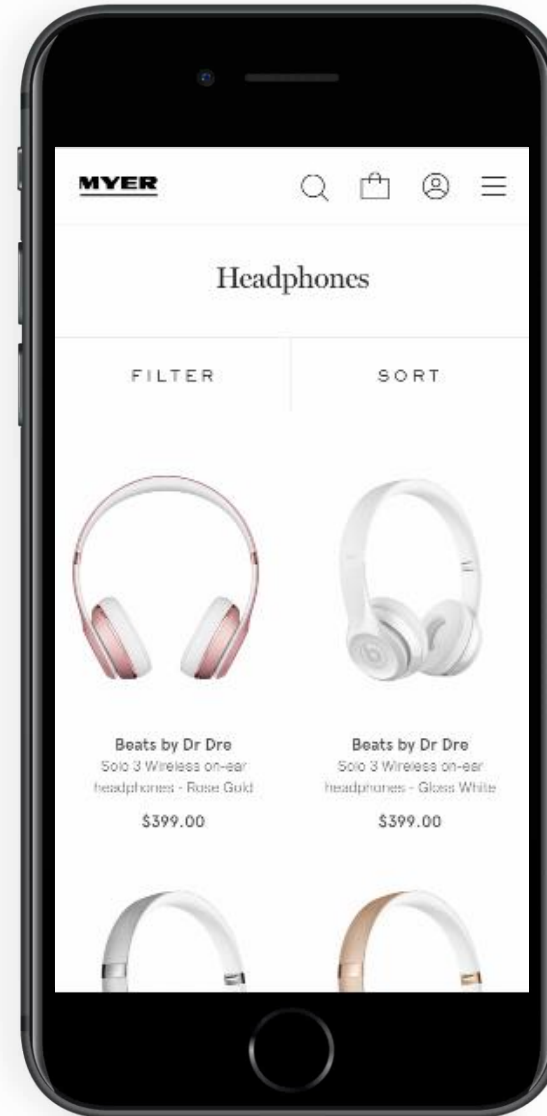 MYER
Headphones
FILTER
SORT
Beats by Dr Dre
Solo 3 Wireless on-ear
headphones - Rose Gold
$399.00
Beats by Dr Dre
Solo 3 Wireless on-ear
headphones - Gloss White
$399.00